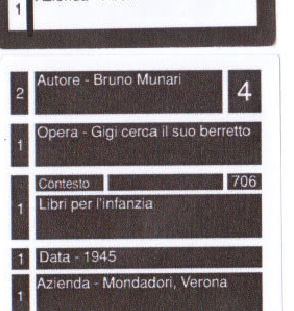 1
2 Autore - Bruno Munari 4
1 Opera - Gigi cerca il suo berretto
Contesto 706
1 Libri per l'infanzia
1 Data - 1945
1 Azienda - Mondadori, Verona